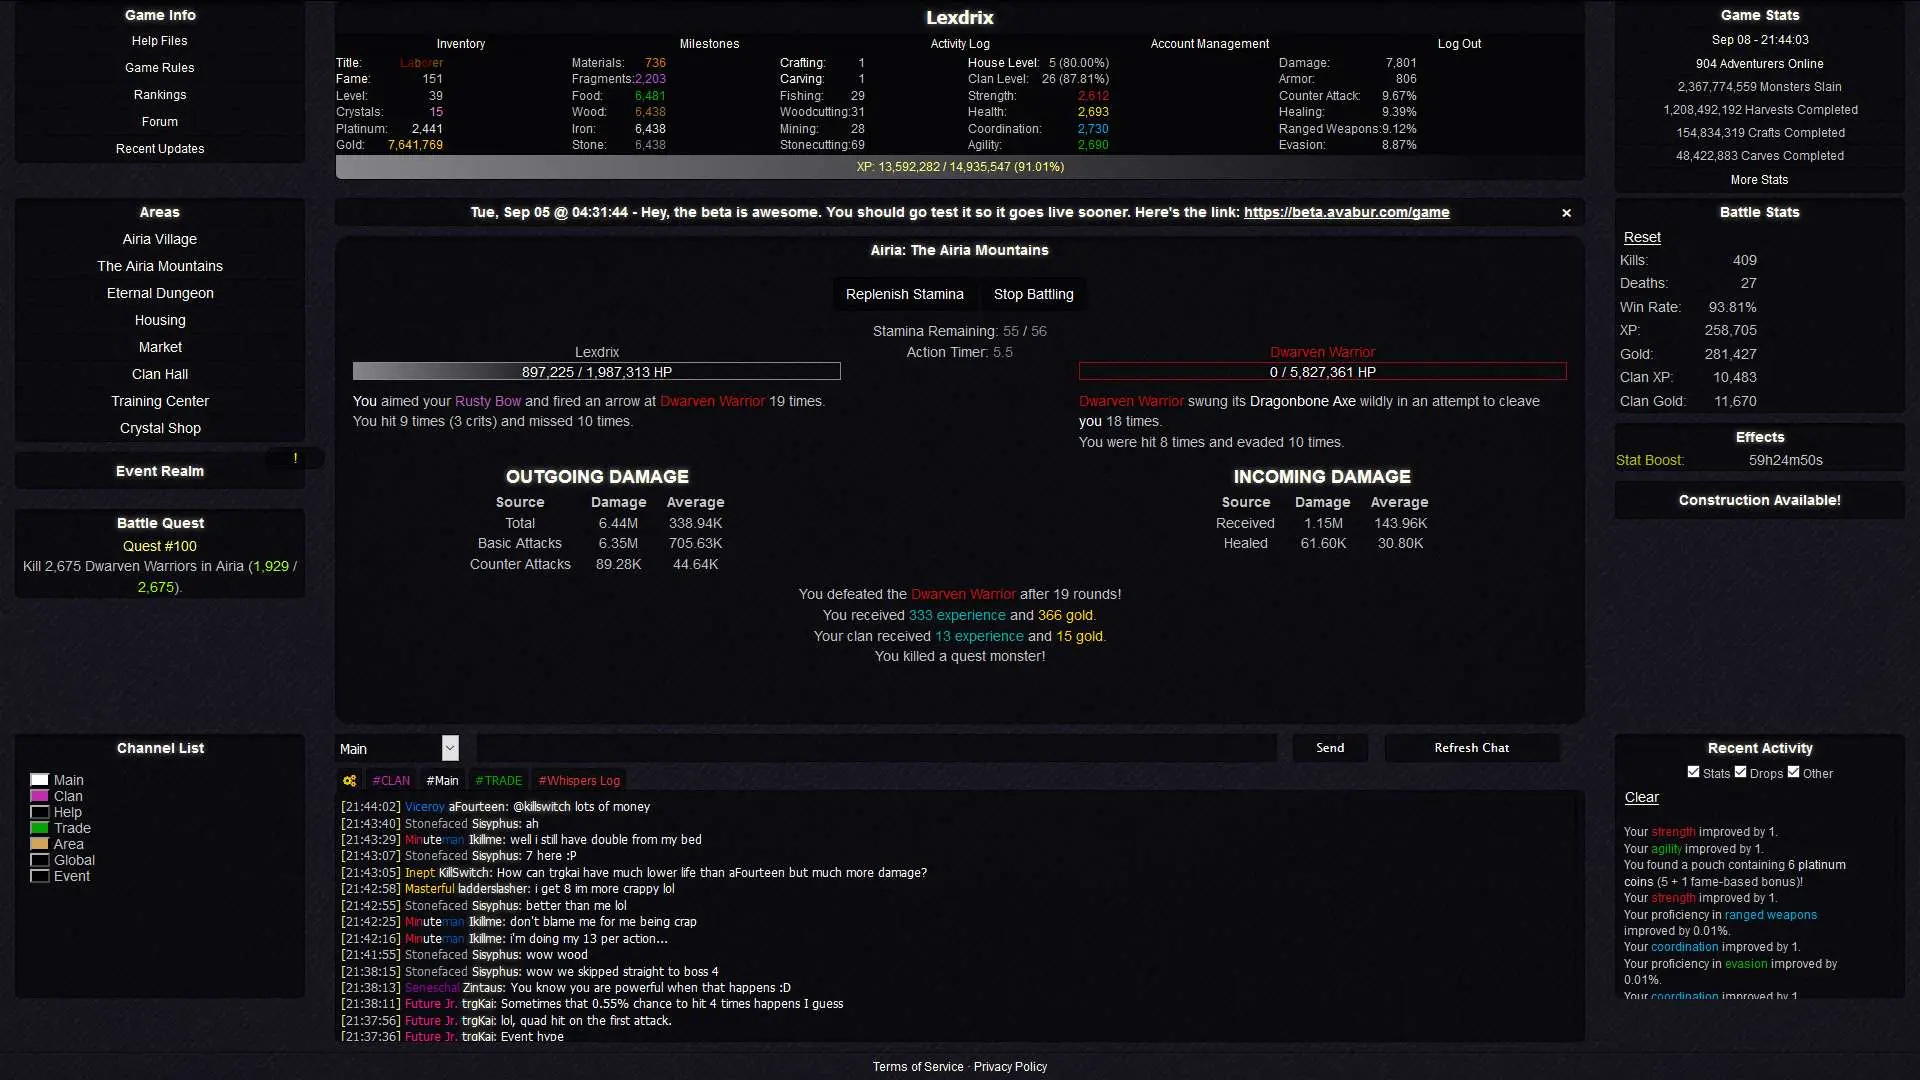 Game Info
Help Files
Game Rules
Rankings
Forum
Recent Updates
Areas
Airia Village
The Airia Mountains
Eternal Dungeon
Housing
Market
Clan Hall
Training Center
Crystal Shop
Event Realm
!
Battle Quest
Quest #100
Kill 2,675 Dwarven Warriors in Airia (1,929 /
2,675).
Channel List
Main
Clan
Help
Trade
Area
Global
Event
Lexdrix
Inventory Milestones Activity Log Account Management Log Out
Title: Laborer Materials: 736 Crafting: 1 House Level: 5 (80.00%) Damage: 7,801
Fame: 151 Fragments: 2,203 Carving: 1 Clan Level: 26 (87.81%) Armor: 806
Level: 39 Food: 6,481 Fishing: 29 Strength: 2,612 Counter Attack: 9.67%
Crystals: 15 Wood: 6,438 Woodcutting: 31 Health: 2,693 Healing: 9.39%
Platinum: 2,441 Iron: 6,438 Mining: 28 Coordination: 2,730 Ranged Weapons: 9.12%
Gold: 7,641,769 Stone: 6,438 Stonecutting: 69 Agility: 2,690 Evasion: 8.87%
XP: 13,592,282 / 14,935,547 (91.01%)
Tue, Sep 05 @ 04:31:44 - Hey, the beta is awesome. You should go test it so it goes live sooner. Here's the link: https://beta.avabur.com/game ×
Airia: The Airia Mountains
Replenish Stamina Stop Battling
Stamina Remaining: 55 / 56
Action Timer: 5.5
Lexdrix
897,225 / 1,987,313 HP
You aimed your Rusty Bow and fired an arrow at Dwarven Warrior 19 times.
You hit 9 times (3 crits) and missed 10 times.
Dwarven Warrior
0 / 5,827,361 HP
Dwarven Warrior swung its Dragonbone Axe wildly in an attempt to cleave
you 18 times.
You were hit 8 times and evaded 10 times.
OUTGOING DAMAGE
Source Damage Average
Total 6.44M 338.94K
Basic Attacks 6.35M 705.63K
Counter Attacks 89.28K 44.64K
INCOMING DAMAGE
Source Damage Average
Received 1.15M 143.96K
Healed 61.60K 30.80K
You defeated the Dwarven Warrior after 19 rounds!
You received 333 experience and 366 gold.
Your clan received 13 experience and 15 gold.
You killed a quest monster!
Main Send Refresh Chat
#CLAN #Main #TRADE #Whispers Log
[21:44:02] Viceroy aFourteen: @killswitch lots of money
[21:43:40] Stonefaced Sisyphus: ah
[21:43:29] Minuteman Ikillme: well i still have double from my bed
[21:43:07] Stonefaced Sisyphus: 7 here :P
[21:43:05] Inept KillSwitch: How can trgkai have much lower life than aFourteen but much more damage?
[21:42:58] Masterful ladderslasher: i get 8 im more crappy lol
[21:42:55] Stonefaced Sisyphus: better than me lol
[21:42:25] Minuteman Ikillme: don't blame me for me being crap
[21:42:16] Minuteman Ikillme: i'm doing my 13 per action...
[21:41:55] Stonefaced Sisyphus: wow wood
[21:38:15] Stonefaced Sisyphus: wow we skipped straight to boss 4
[21:38:13] Seneschal Zintaus: You know you are powerful when that happens :D
[21:38:11] Future Jr. trgKai: Sometimes that 0.55% chance to hit 4 times happens I guess
[21:37:56] Future Jr. trgKai: lol, quad hit on the first attack.
[21:37:36] Future Jr. trgKai: Event hype
Game Stats
Sep 08 - 21:44:03
904 Adventurers Online
2,367,774,559 Monsters Slain
1,208,492,192 Harvests Completed
154,834,319 Crafts Completed
48,422,883 Carves Completed
More Stats
Battle Stats
Reset
Kills: 409
Deaths: 27
Win Rate: 93.81%
XP: 258,705
Gold: 281,427
Clan XP: 10,483
Clan Gold: 11,670
Effects
Stat Boost: 59h24m50s
Construction Available!
Recent Activity
Stats Drops Other
Clear
Your strength improved by 1.
Your agility improved by 1.
You found a pouch containing 6 platinum
coins (5 + 1 fame-based bonus)!
Your strength improved by 1.
Your proficiency in ranged weapons
improved by 0.01%.
Your coordination improved by 1.
Your proficiency in evasion improved by
0.01%.
Your coordination improved by 1.
Terms of Service · Privacy Policy